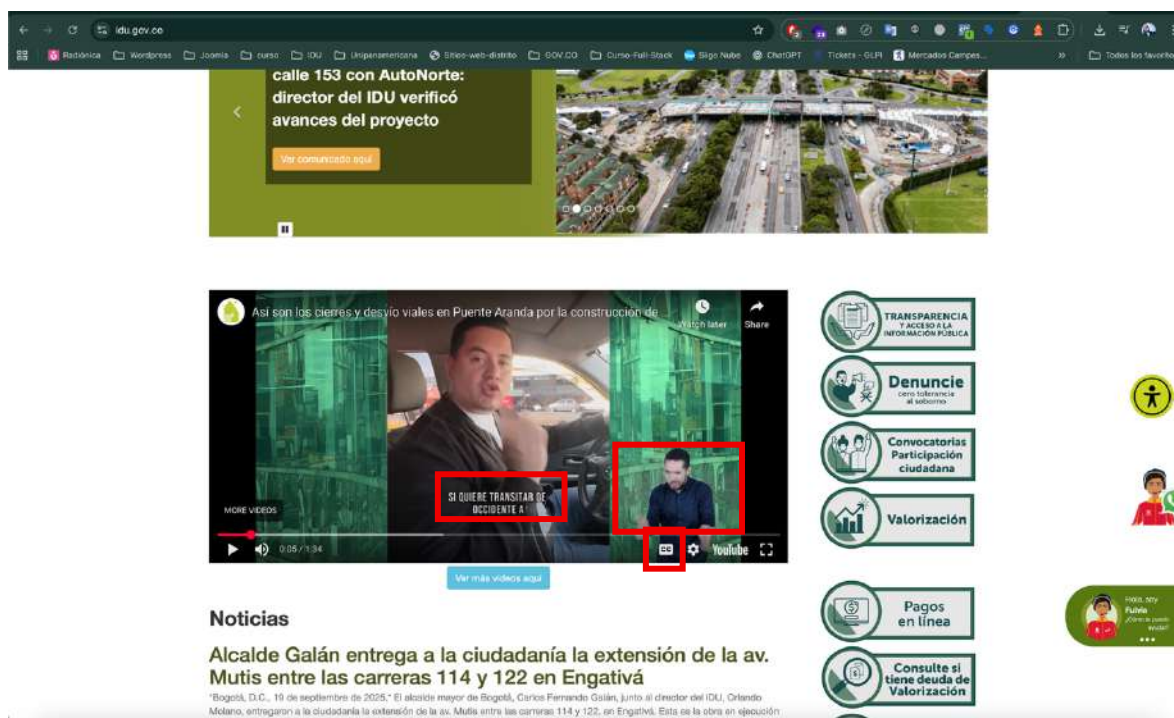 idu.gov.co
Radiónica Wordpress Joomla curso IDU Unipanamericana Sitios-web-distrito GOV.CO Curso-Full-Stack Siigo Nube ChatGPT Tickets - GLPI Mercados Campes... » Todos los favoritos
calle 153 con AutoNorte:
director del IDU verificó
avances del proyecto
Ver comunicado aquí
Así son los cierres y desvío viales en Puente Aranda por la construcción de
Watch later
Share
SI QUIERE TRANSITAR DE
OCCIDENTE A
MORE VIDEOS
0:05 / 1:34
CC
YouTube
Ver más videos aquí
TRANSPARENCIA
Y ACCESO A LA
INFORMACIÓN PÚBLICA
Denuncie
cero tolerancia
al soborno
Convocatorias
Participación
ciudadana
Valorización
Pagos
en línea
Consulte si
tiene deuda de
Valorización
Hola, soy
Fulvia
¿Cómo te puedo
ayudar?
Noticias
Alcalde Galán entrega a la ciudadanía la extensión de la av.
Mutis entre las carreras 114 y 122 en Engativá
"Bogotá, D.C., 19 de septiembre de 2025." El alcalde mayor de Bogotá, Carlos Fernando Galán, junto al director del IDU, Orlando
Molano, entregaron a la ciudadanía la extensión de la av. Mutis entre las carreras 114 y 122, en Engativá. Esta es la obra en ejecución